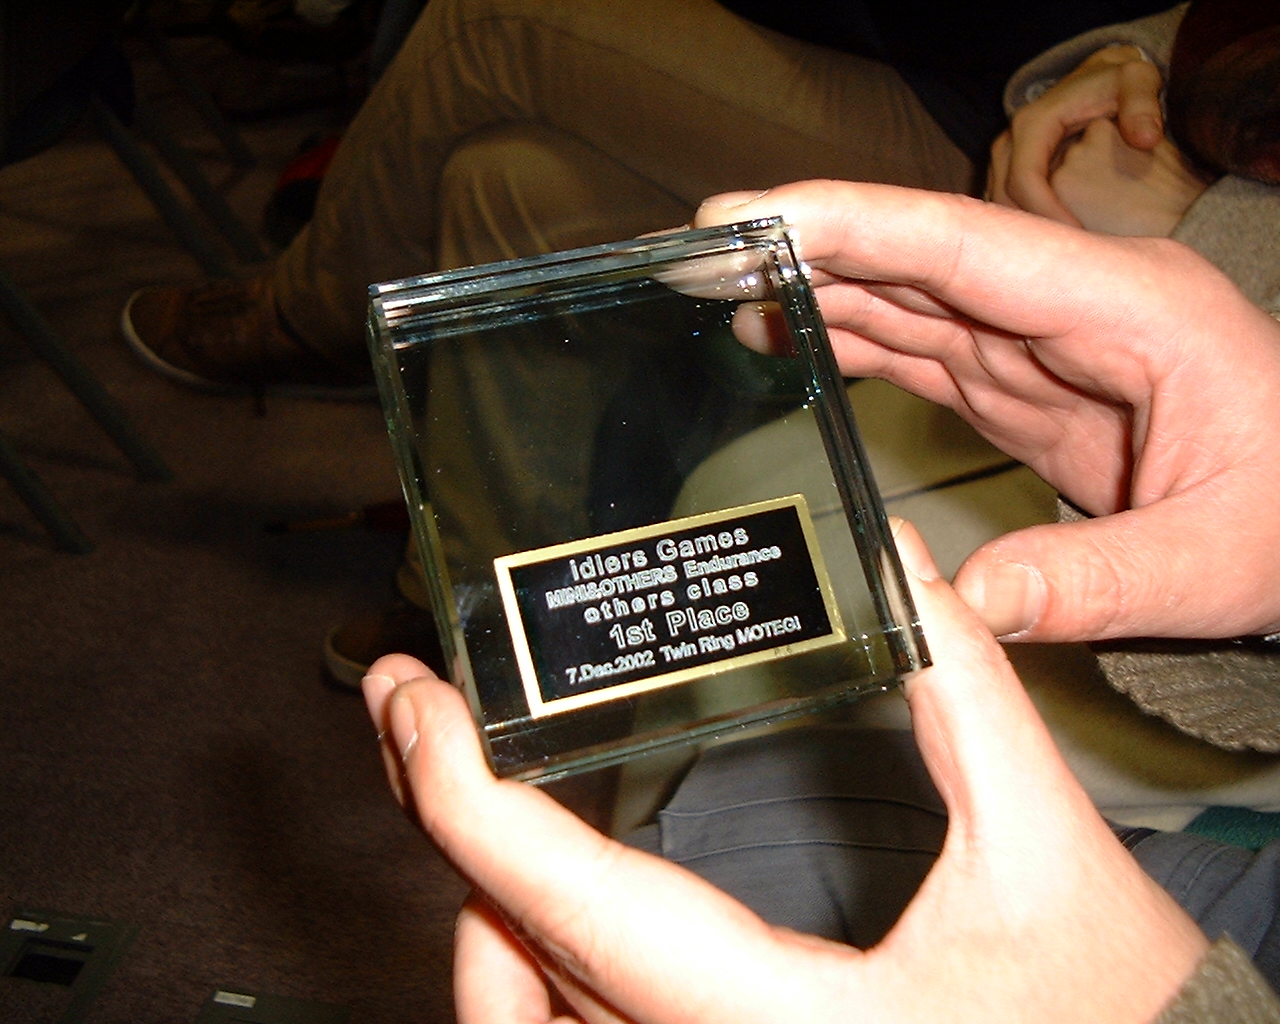 idlers Games
MINI&OTHERS Endurance
others class
1st Place
7.Dec.2002 Twin Ring MOTEGI